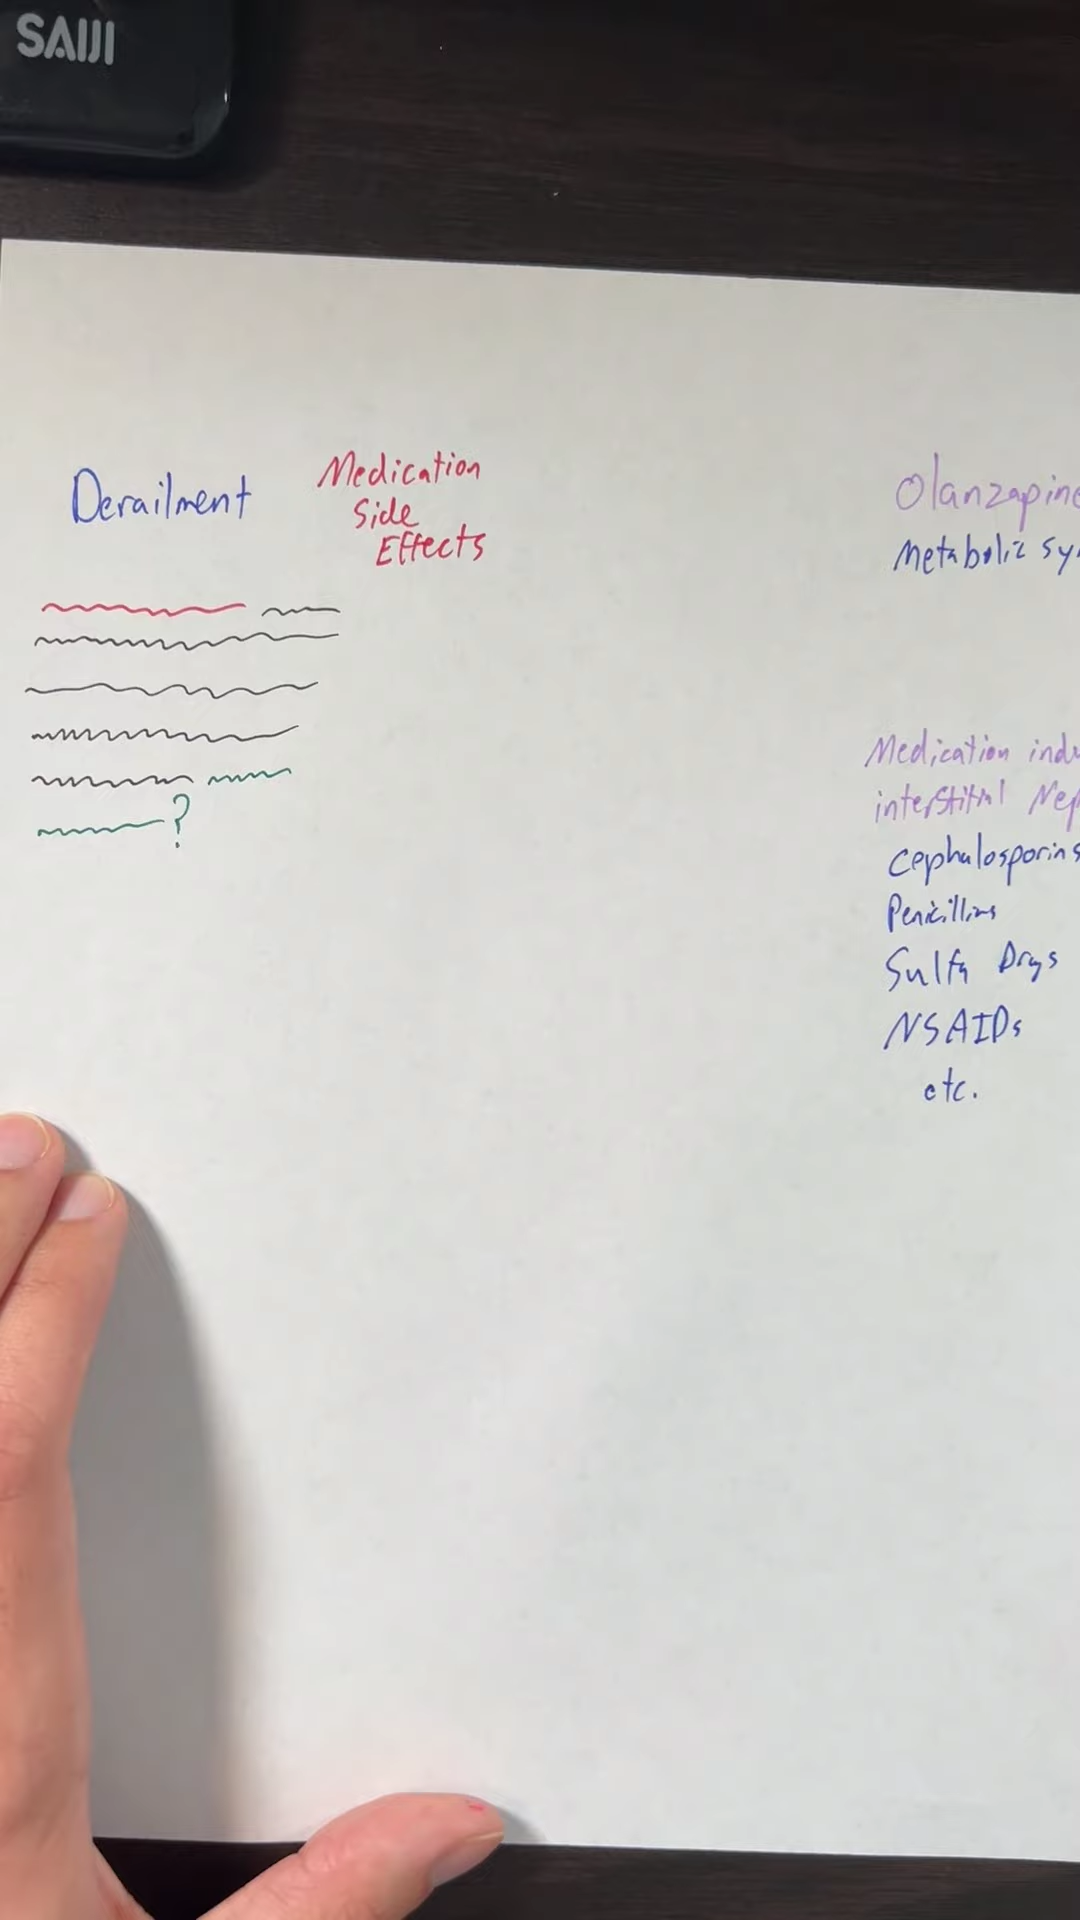 SAIJI
Derailment
Medication
Side
Effects
?
Olanzapine
Metabolic sy
Medication indu
interstitial Nep
Cephalosporins
Penicillins
Sulfa Drugs
NSAIDs
etc.